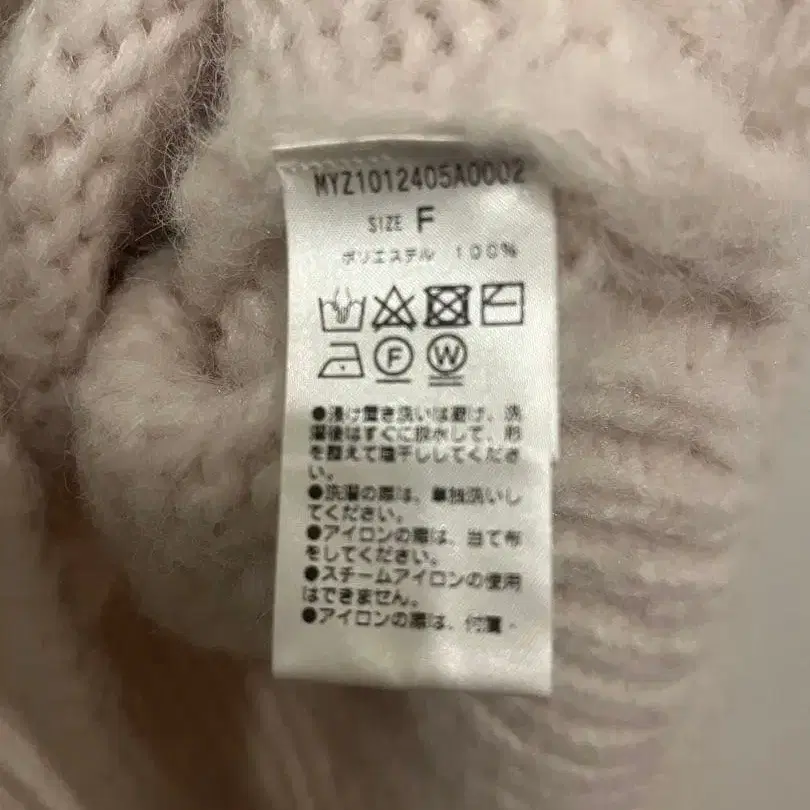 MYZ1012405A0002
SIZE F
ポリエステル 100%
F W
●漬け置き洗いは避け、洗
濯後はすぐに脱水して、形
を整えて陰干ししてくださ
い。
●洗濯の際は、単独洗いし
てください。
●アイロンの際は、当て布
をしてください。
●スチームアイロンの使用
はできません。
●アイロンの際は、付属・